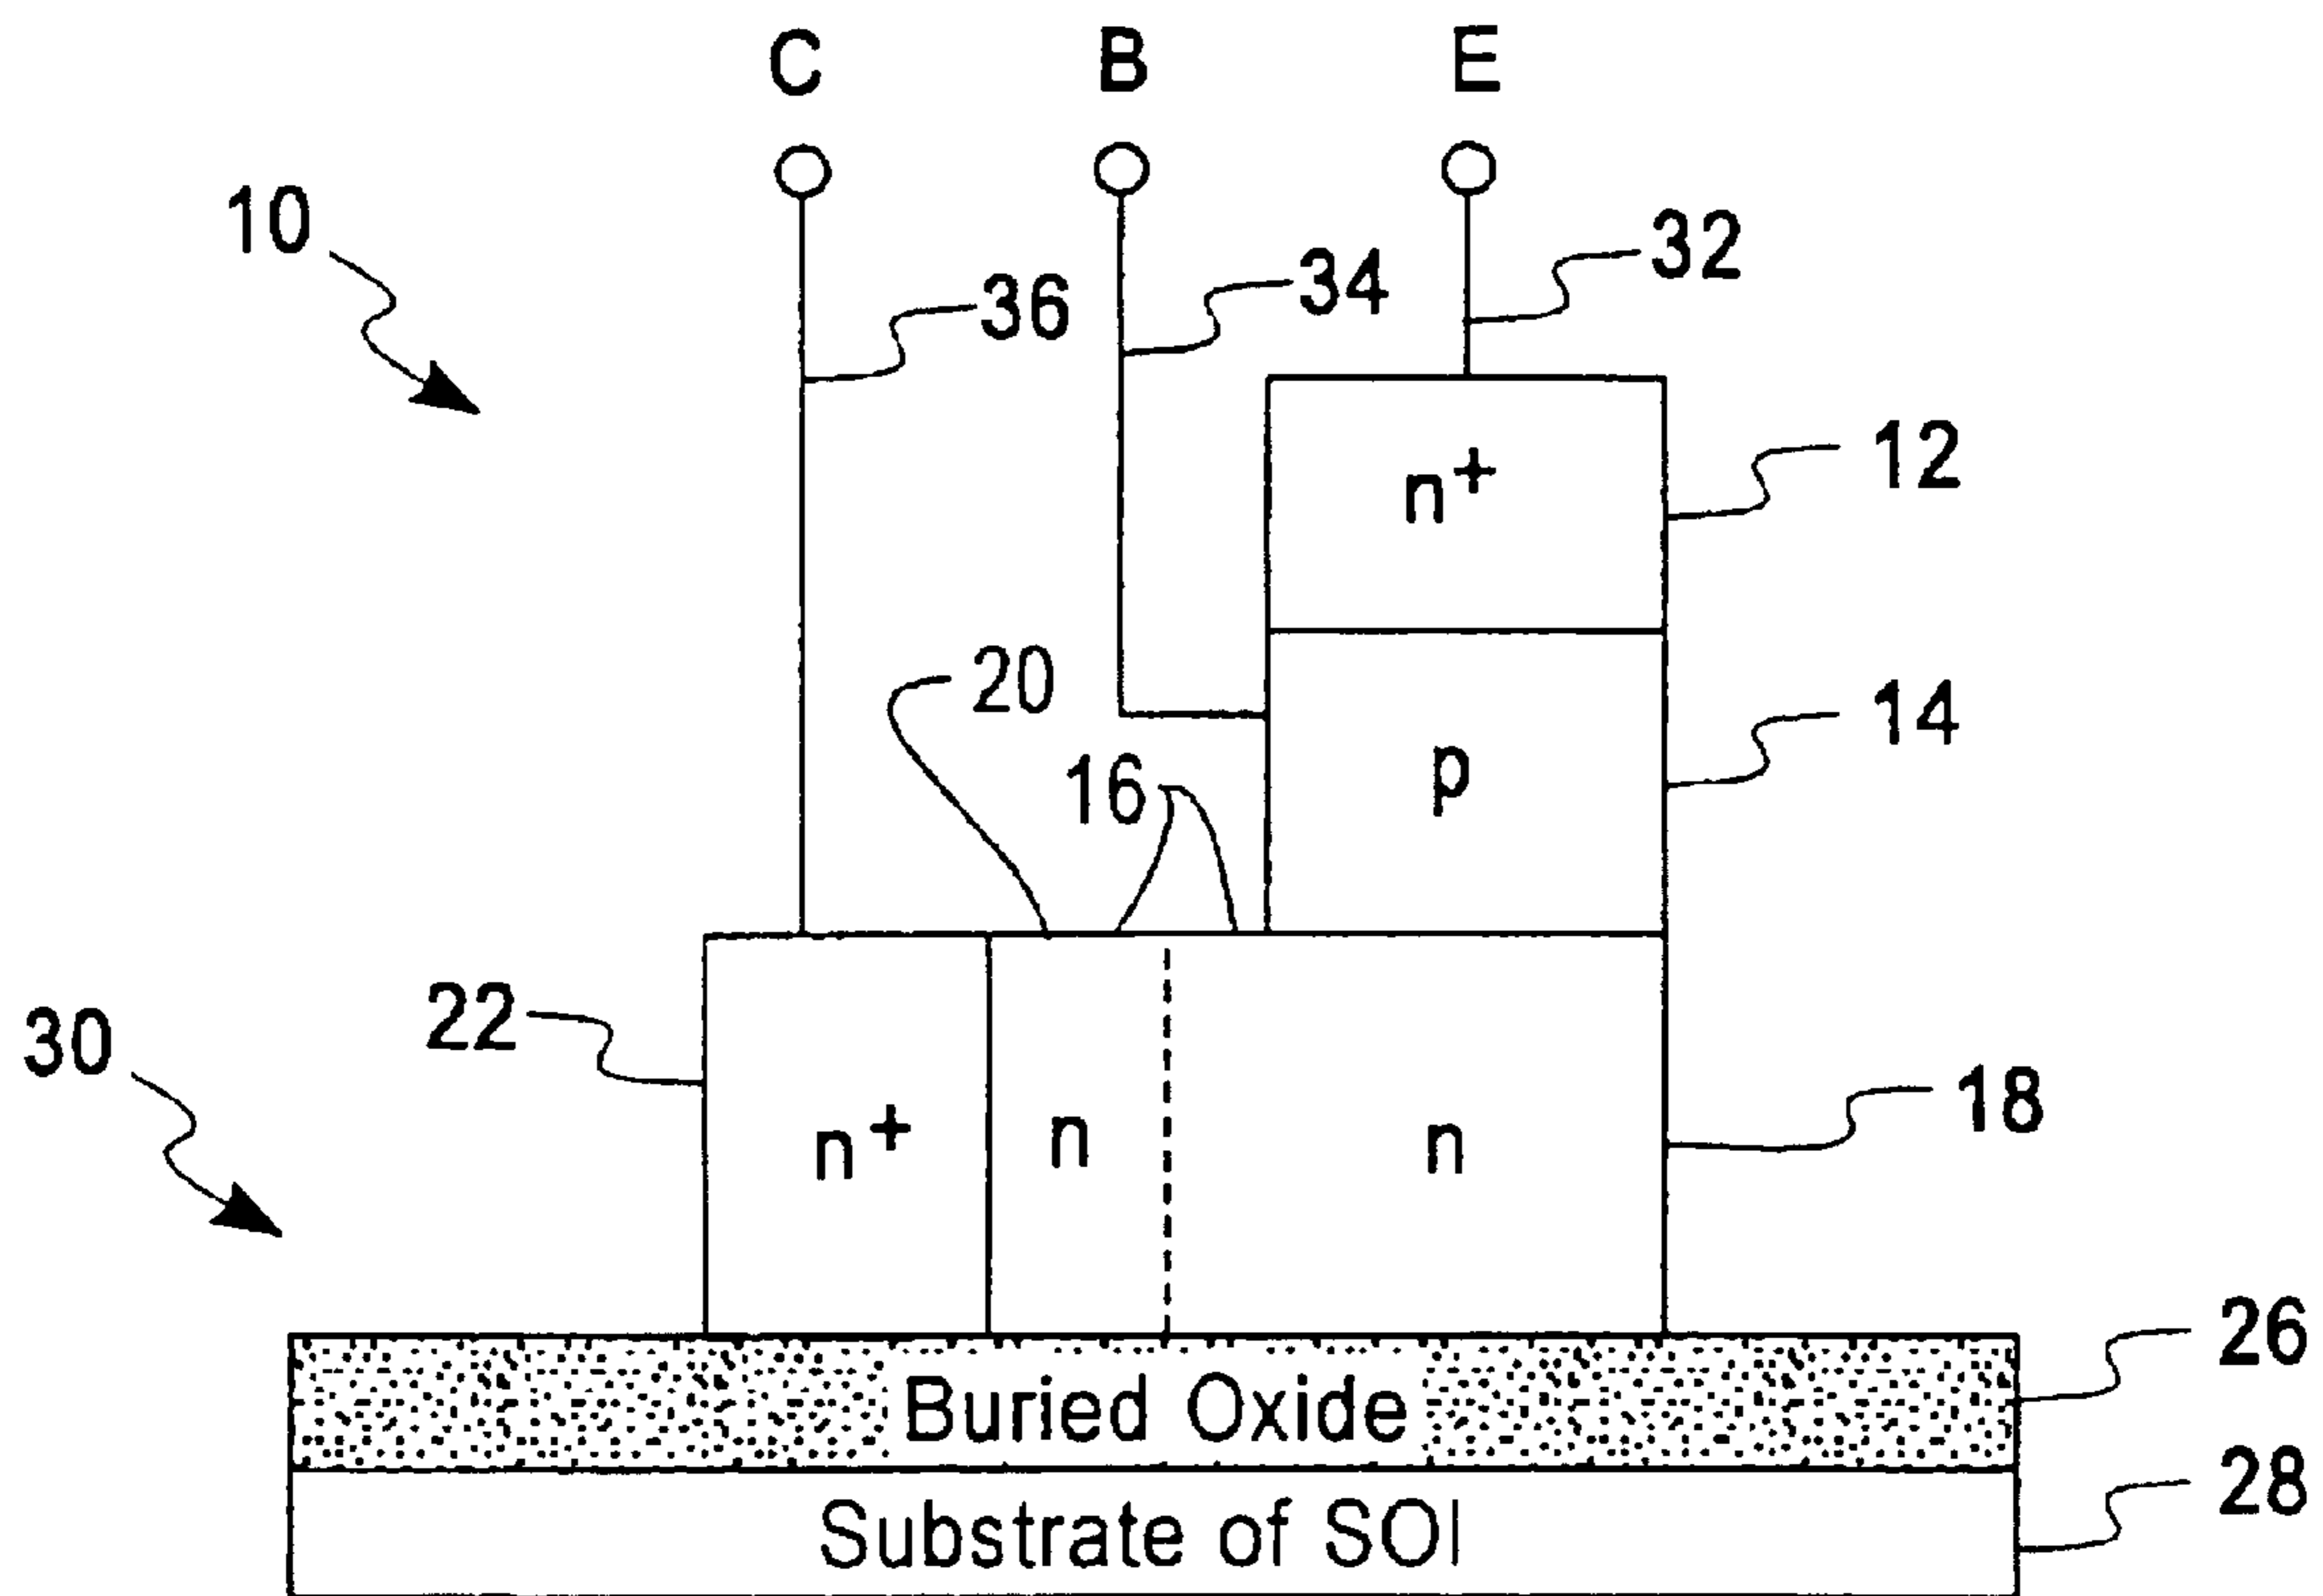 C B E
10
32
34
36
12
n+
20
14
16
p
22
30
18
n+ n n
26
Buried Oxide
28
Substrate of SOI